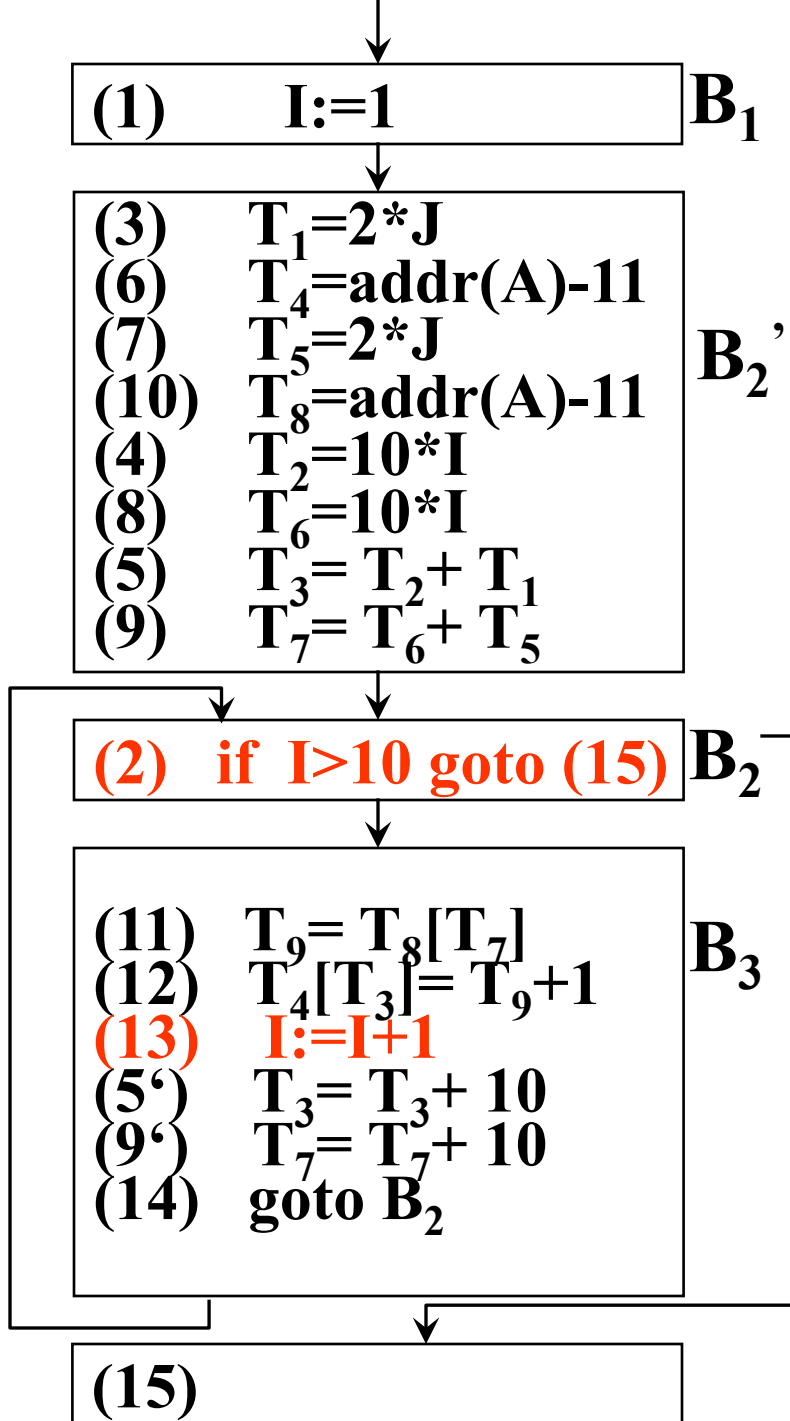 (1) I:=1 B₁
(3) T₁=2*J
(6) T₄=addr(A)-11
(7) T₅=2*J
B₂’
(10) T₈=addr(A)-11
(4) T₂=10*I
(8) T₆=10*I
(5) T₃= T₂+ T₁
(9) T₇= T₆+ T₅
(2) if I>10 goto (15) B₂
(11) T₉= T₈[T₇]
B₃
(12) T₄[T₃]= T₉+1
(13) I:=I+1
(5‘) T₃= T₃+ 10
(9‘) T₇= T₇+ 10
(14) goto B₂
(15)